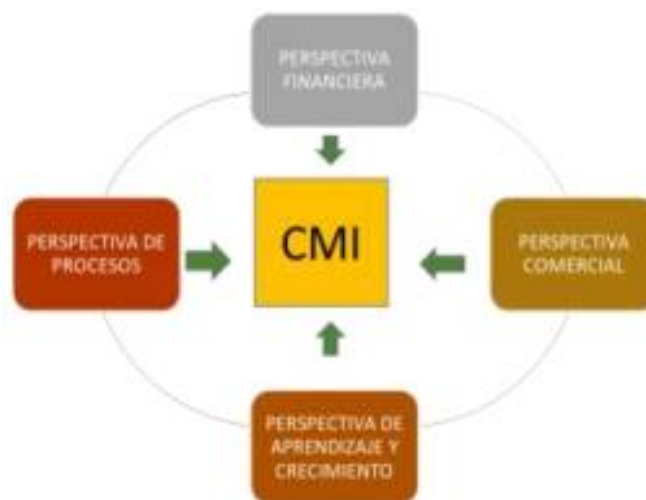 PERSPECTIVA
FINANCIERA
PERSPECTIVA DE
PROCESOS
CMI
PERSPECTIVA
COMERCIAL
PERSPECTIVA DE
APRENDIZAJE Y
CRECIMIENTO